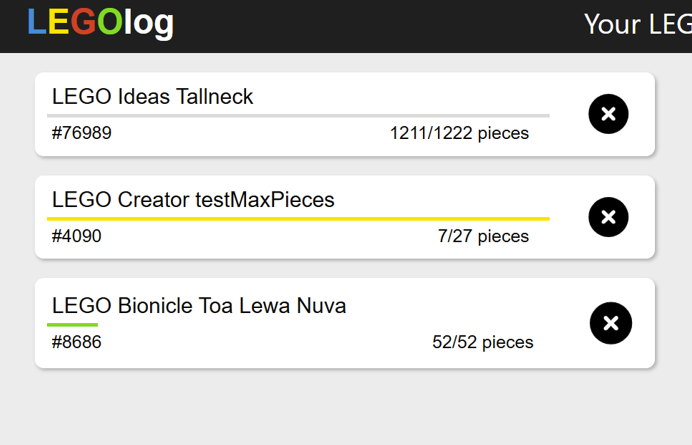 LEGOlog
Your LEG
LEGO Ideas Tallneck
#76989 1211/1222 pieces
LEGO Creator testMaxPieces
#4090 7/27 pieces
LEGO Bionicle Toa Lewa Nuva
#8686 52/52 pieces